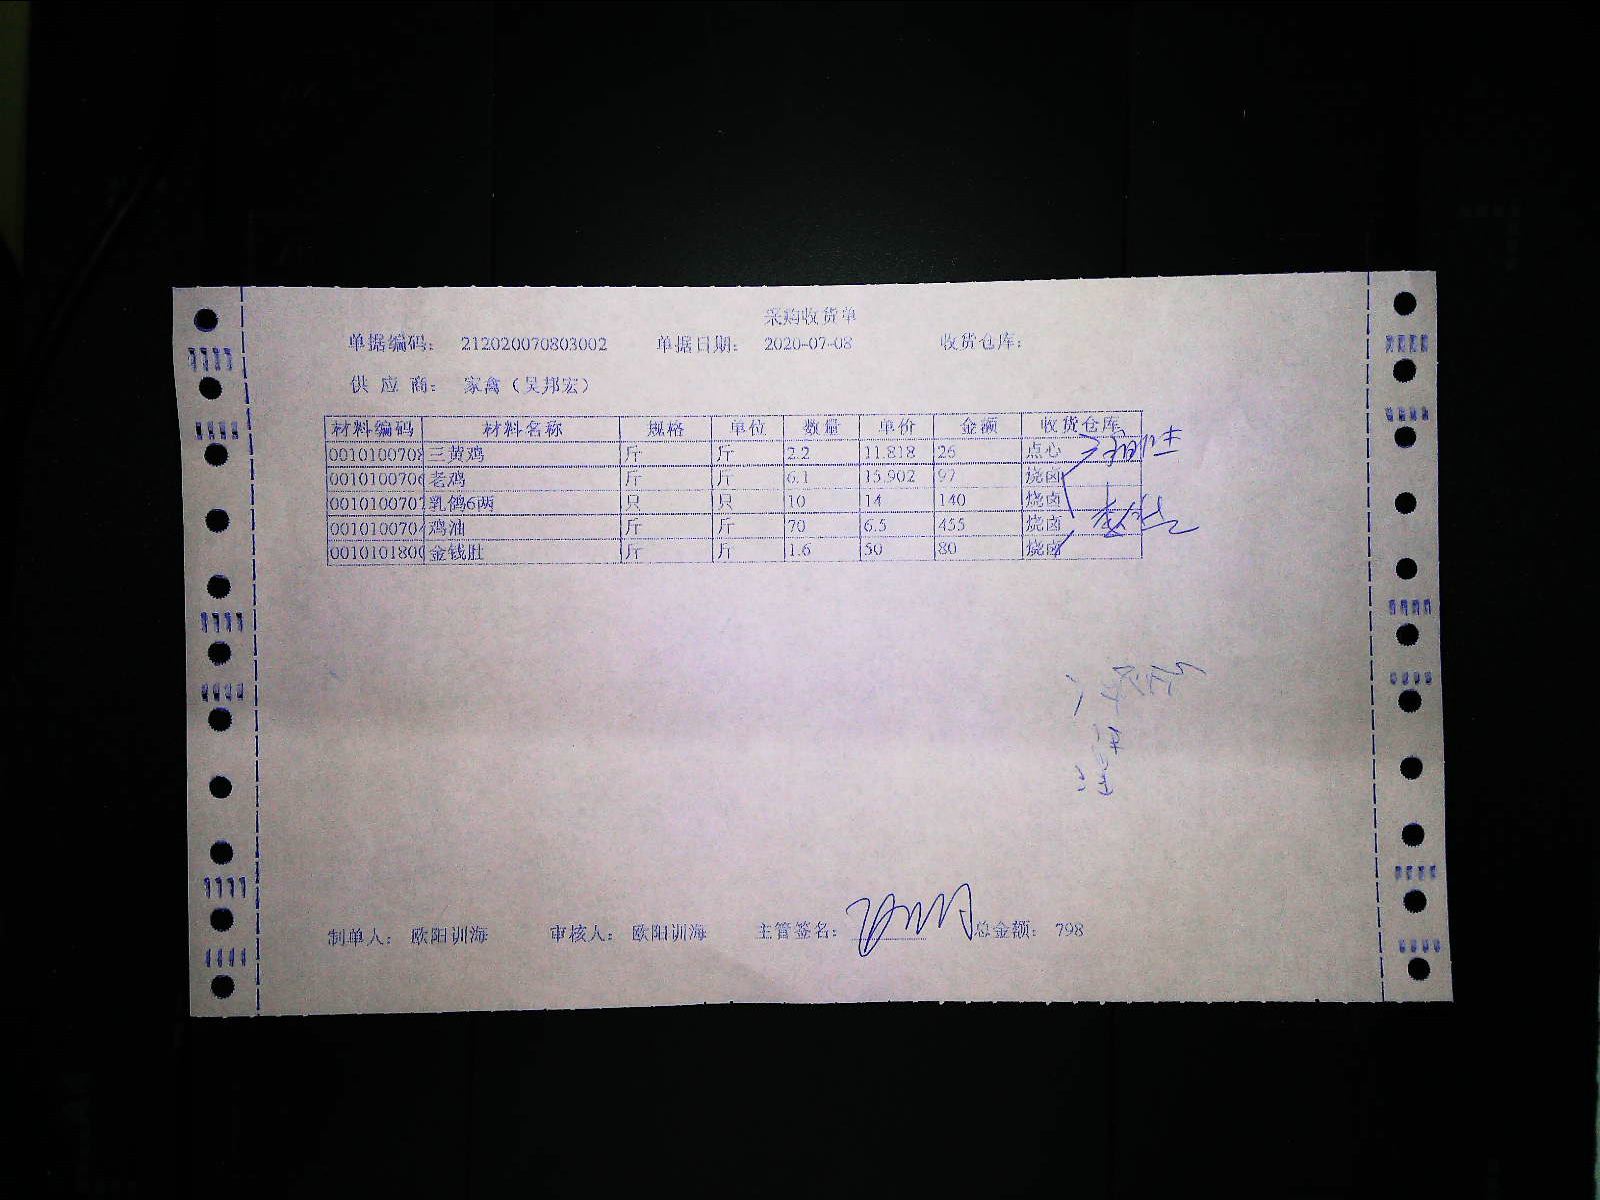 采购收货单
单据编码： 212020070803002 单据日期： 2020-07-08 收货仓库：
供 应 商： 家禽（吴邦宏）
材料编码 材料名称 规格 单位 数量 单价 金额 收货仓库
0010100708 三黄鸡 斤 斤 2.2 11.818 26 点心
0010100706 老鸡 斤 斤 6.1 15.902 97 烧卤
0010100707 乳鸽6两 只 只 10 14 140 烧卤
0010100704 鸡油 斤 斤 70 6.5 455 烧卤
0010101800 金钱肚 斤 斤 1.6 50 80 烧卤
制单人： 欧阳训海 审核人： 欧阳训海 主管签名： 总金额： 798